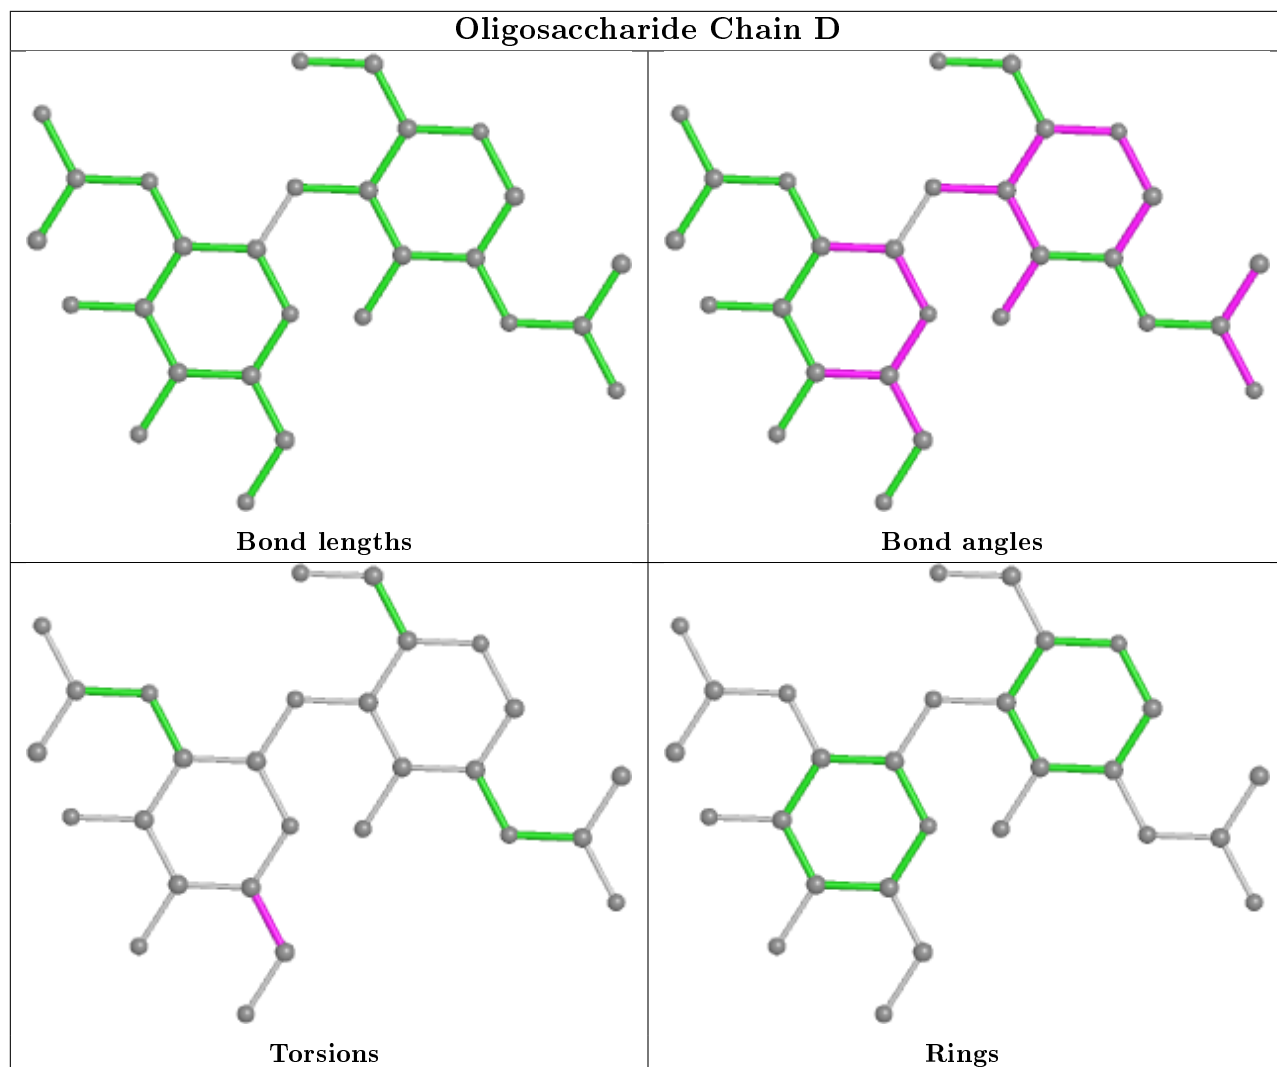 Oligosaccharide Chain D
Bond lengths
Bond angles
Torsions
Rings